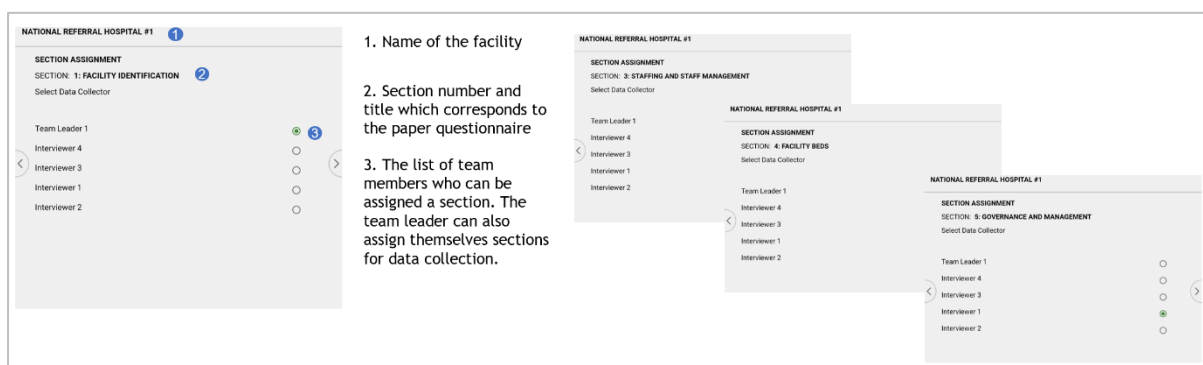 NATIONAL REFERRAL HOSPITAL #1 1
SECTION ASSIGNMENT
SECTION: 1: FACILITY IDENTIFICATION 2
Select Data Collector
Team Leader 1 3
Interviewer 4
Interviewer 3
Interviewer 1
Interviewer 2
1. Name of the facility
2. Section number and
title which corresponds to
the paper questionnaire
3. The list of team
members who can be
assigned a section. The
team leader can also
assign themselves sections
for data collection.
NATIONAL REFERRAL HOSPITAL #1
SECTION ASSIGNMENT
SECTION: 3: STAFFING AND STAFF MANAGEMENT
Select Data Collector
Team Leader 1
Interviewer 4
Interviewer 3
Interviewer 1
Interviewer 2
NATIONAL REFERRAL HOSPITAL #1
SECTION ASSIGNMENT
SECTION: 4: FACILITY BEDS
Select Data Collector
Team Leader 1
Interviewer 4
Interviewer 3
Interviewer 1
Interviewer 2
NATIONAL REFERRAL HOSPITAL #1
SECTION ASSIGNMENT
SECTION: 5: GOVERNANCE AND MANAGEMENT
Select Data Collector
Team Leader 1
Interviewer 4
Interviewer 3
Interviewer 1
Interviewer 2